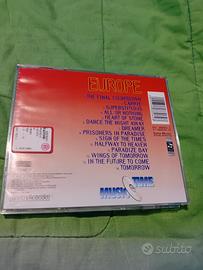 EUROPE
THE FINAL COUNTDOWN
CARRIE
SUPERSTITIOUS
ALL OR NOTHING
HEART OF STONE
DANCE THE NIGHT AWAY
DREAMER
PRISONERS IN PARADISE
SIGN OF THE TIMES
HALFWAY TO HEAVEN
PARADIZE BAY
WINGS OF TOMORROW
IN THE FUTURE TO COME
TOMORROW
MUSIC
TIME
subito